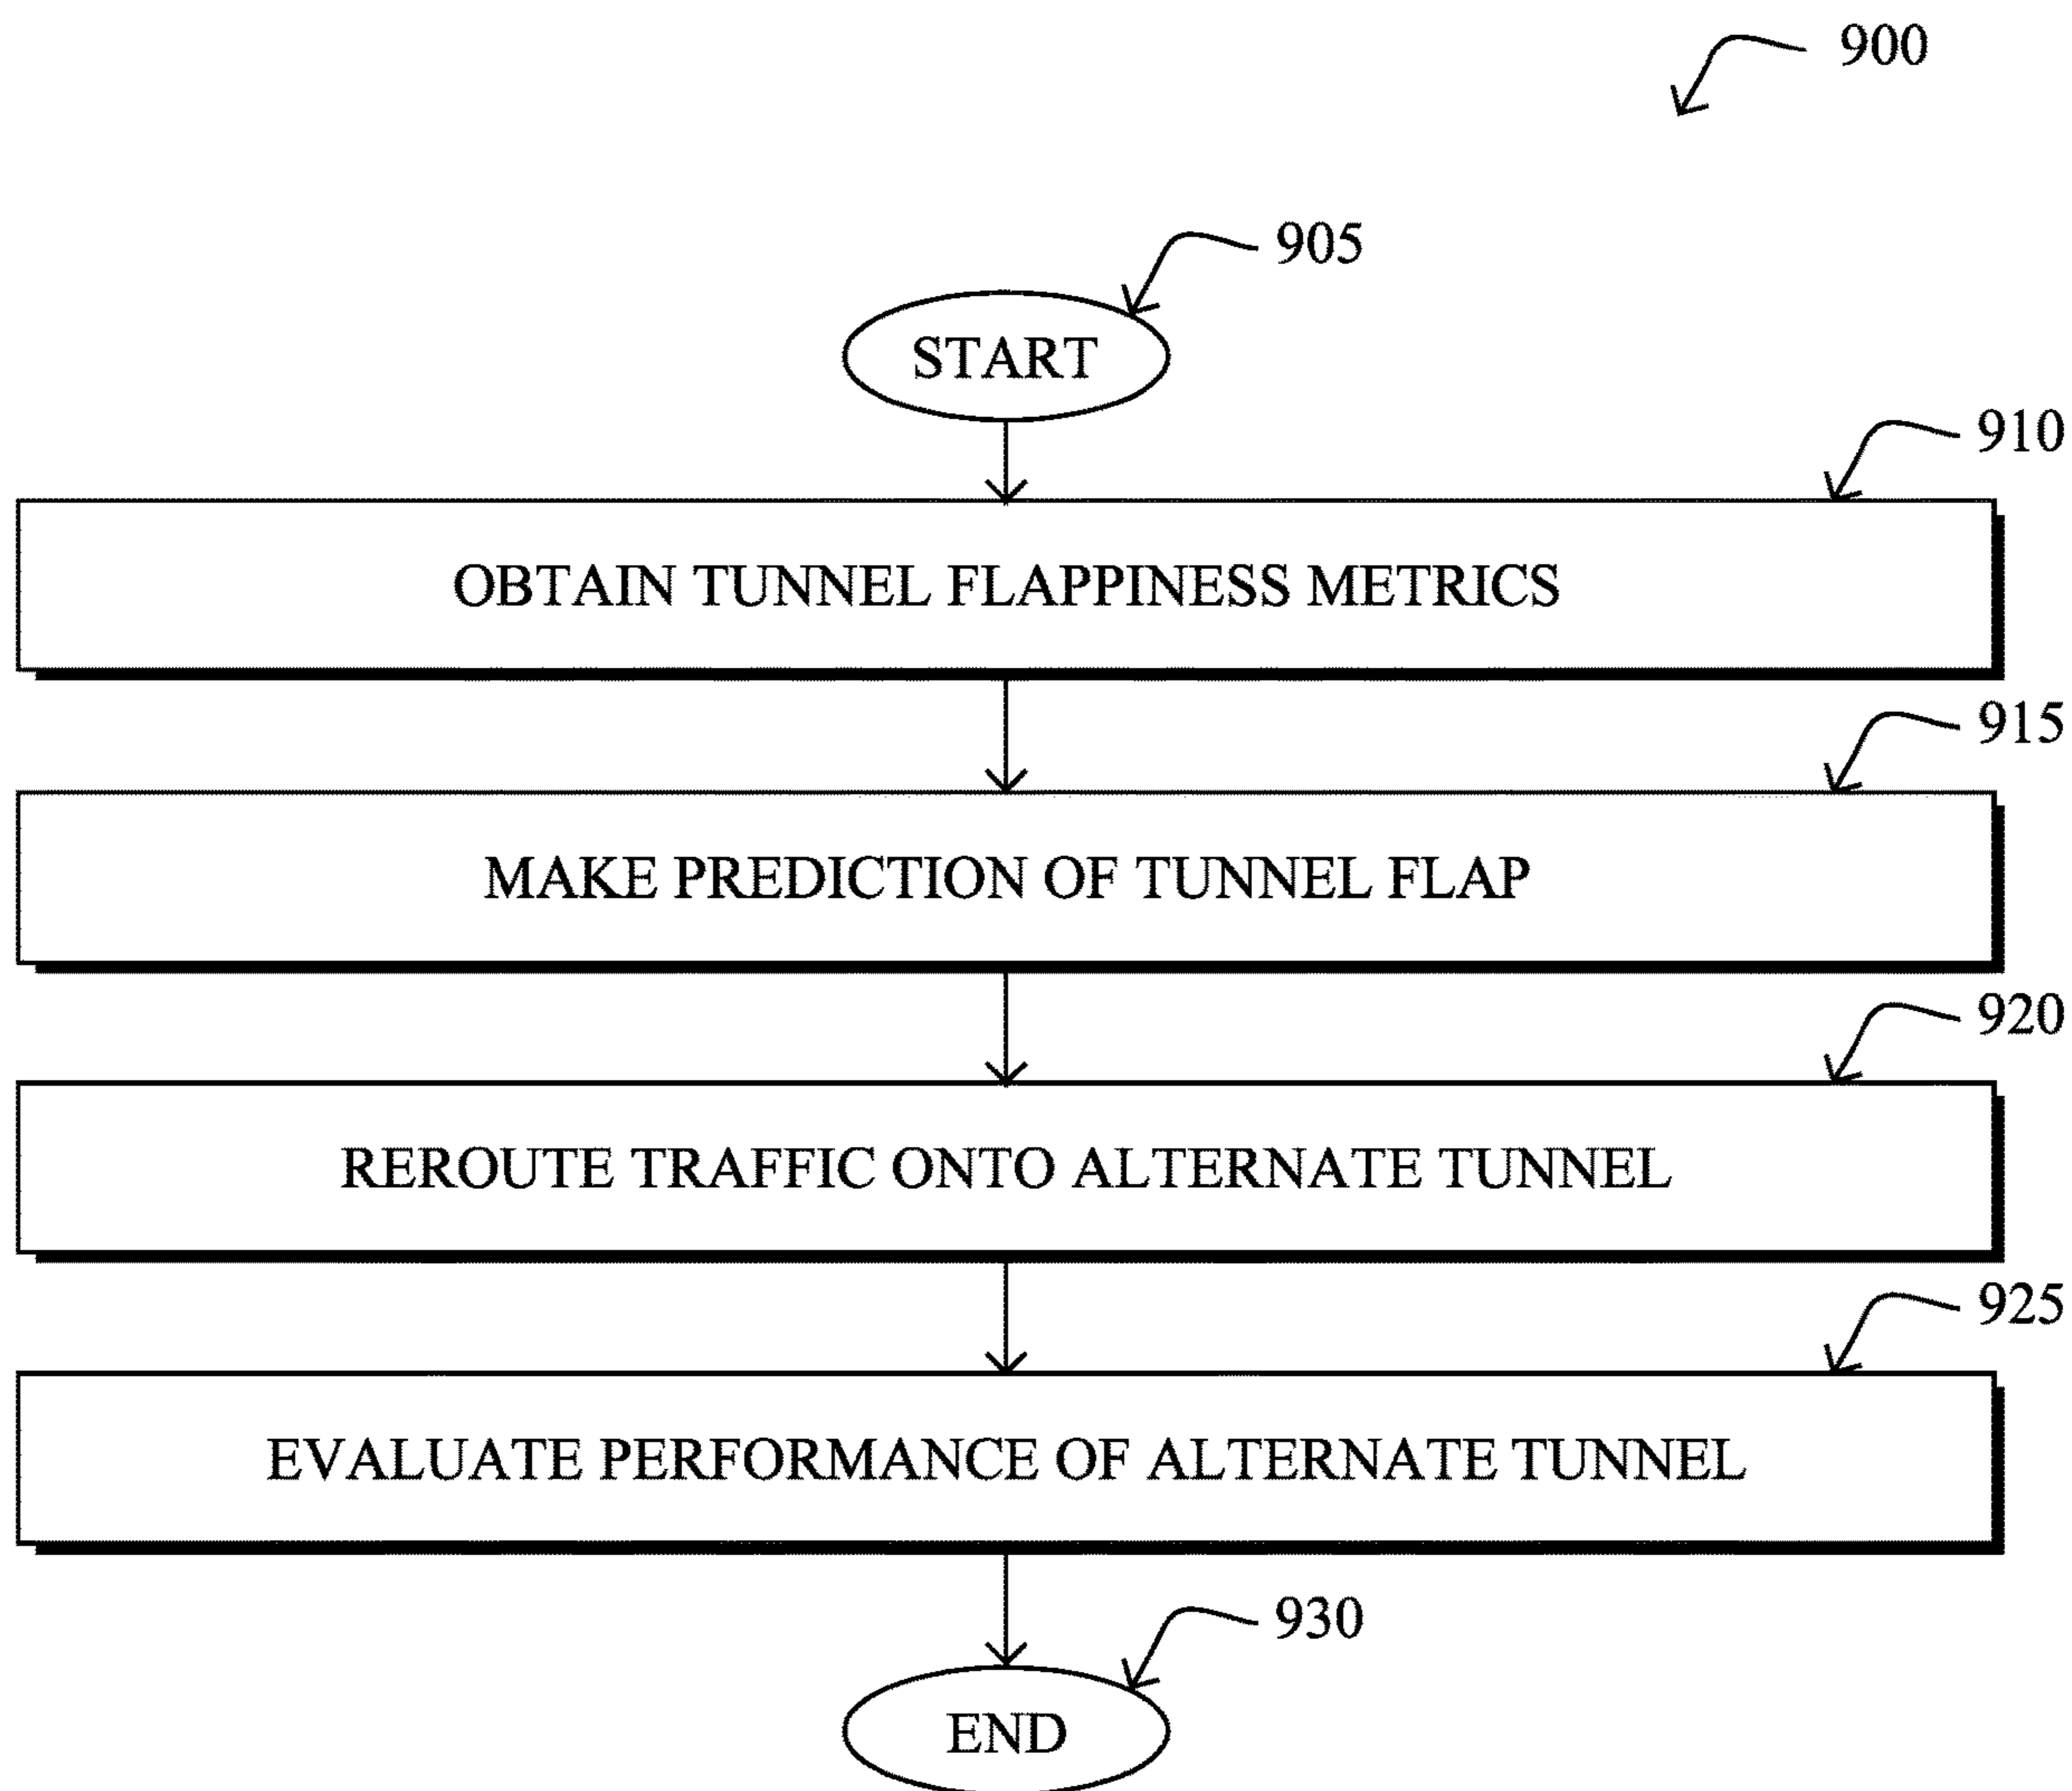 900
905
START
910
OBTAIN TUNNEL FLAPPINESS METRICS
915
MAKE PREDICTION OF TUNNEL FLAP
920
REROUTE TRAFFIC ONTO ALTERNATE TUNNEL
925
EVALUATE PERFORMANCE OF ALTERNATE TUNNEL
930
END